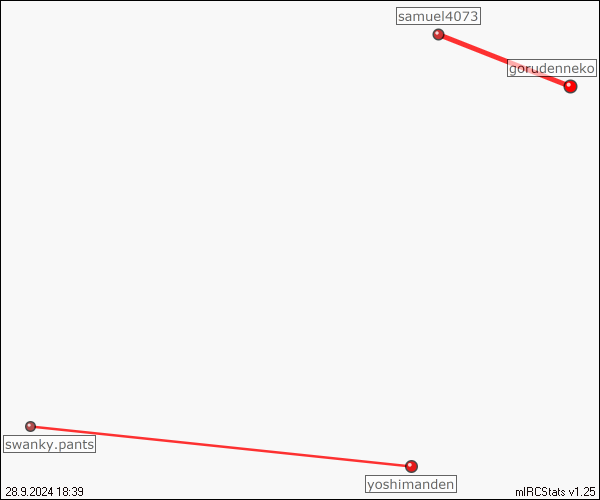 samuel4073
gorudenneko
swanky.pants
yoshimanden
28.9.2024 18:39
mIRCStats v1.25